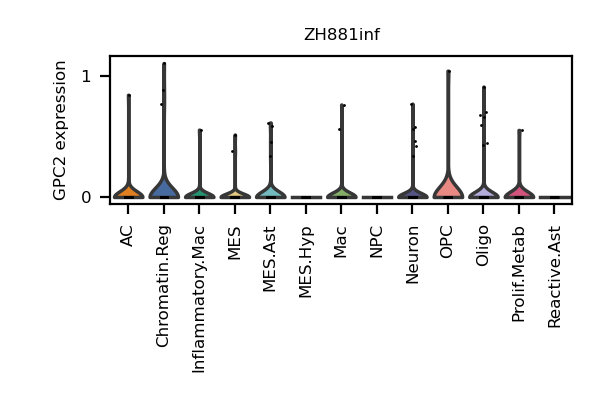 ZH881inf
GPC2 expression
1
0
AC
Chromatin.Reg
Inflammatory.Mac
MES
MES.Ast
MES.Hyp
Mac
NPC
Neuron
OPC
Oligo
Prolif.Metab
Reactive.Ast